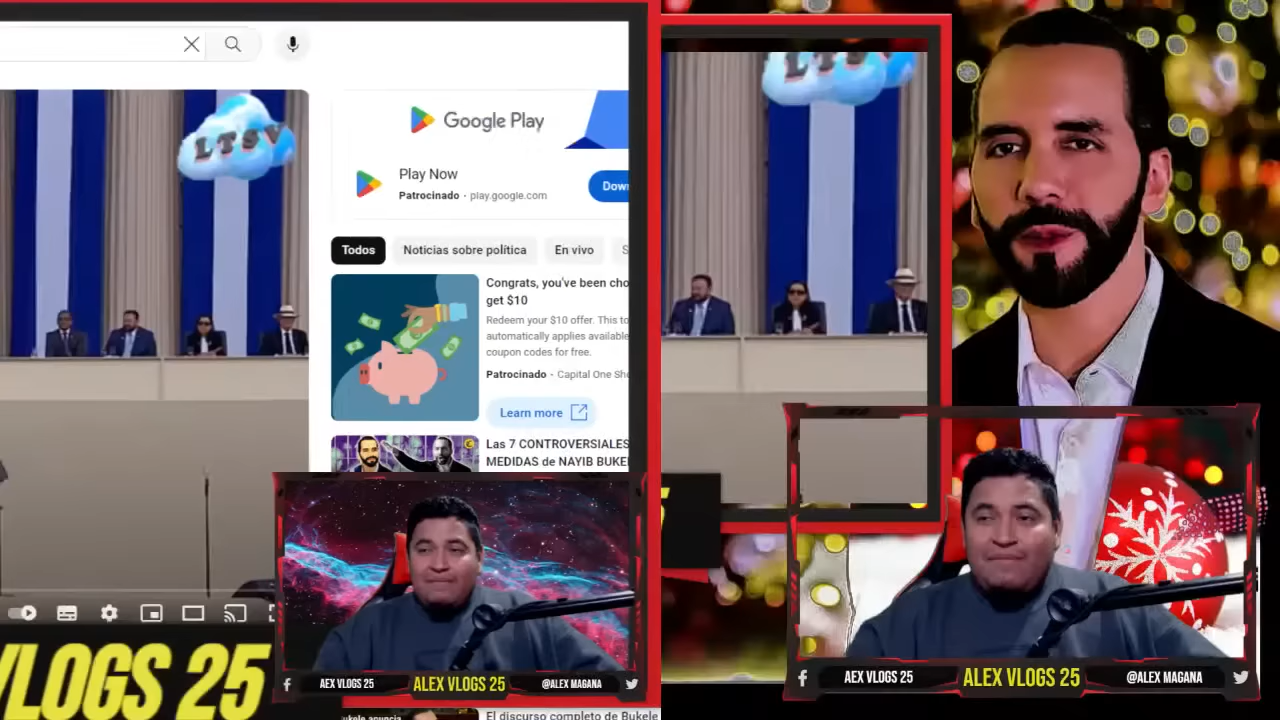 LTSV
Google Play
Play Now
Patrocinado · play.google.com
Todos
Noticias sobre política
En vivo
Congrats, you've been cho
get $10
Redeem your $10 offer. This to
automatically applies available
coupon codes for free.
Patrocinado · Capital One Sho
Learn more
Las 7 CONTROVERSIALES
MEDIDAS de NAYIB BUKEL
VLOGS 25
AEX VLOGS 25
ALEX VLOGS 25
@ALEX MAGANA
El discurso completo de Bukele
LTSV
AEX VLOGS 25
ALEX VLOGS 25
@ALEX MAGANA